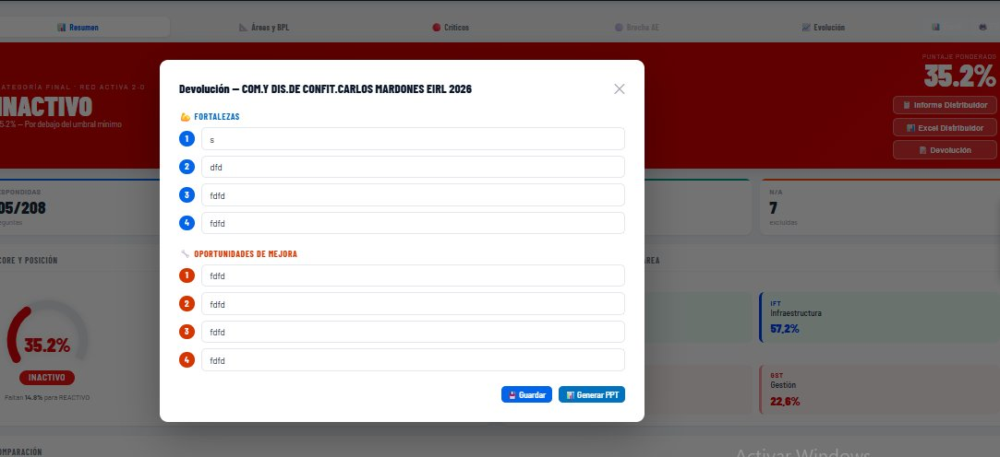 Resumen
Áreas y BPL
Críticos
Brecha AE
Evolución
ATEGORÍA FINAL · RED ACTIVA 2.0
INACTIVO
5.2% — Por debajo del umbral mínimo
PUNTAJE PONDERADO
35.2%
Informe Distribuidor
Excel Distribuidor
Devolución
Devolución — COM.Y DIS.DE CONFIT.CARLOS MARDONES EIRL 2026
FORTALEZAS
1 s
2 dfd
3 fdfd
4 fdfd
OPORTUNIDADES DE MEJORA
1 fdfd
2 fdfd
3 fdfd
4 fdfd
Guardar
Generar PPT
SPONDIDAS
05/208
eguntas
N/A
7
excluidas
CORE Y POSICIÓN
REA
35.2%
INACTIVO
Faltan 14.8% para REACTIVO
IFT
Infraestructura
57.2%
GST
Gestión
22.6%
OMPARACIÓN
Activar Windows